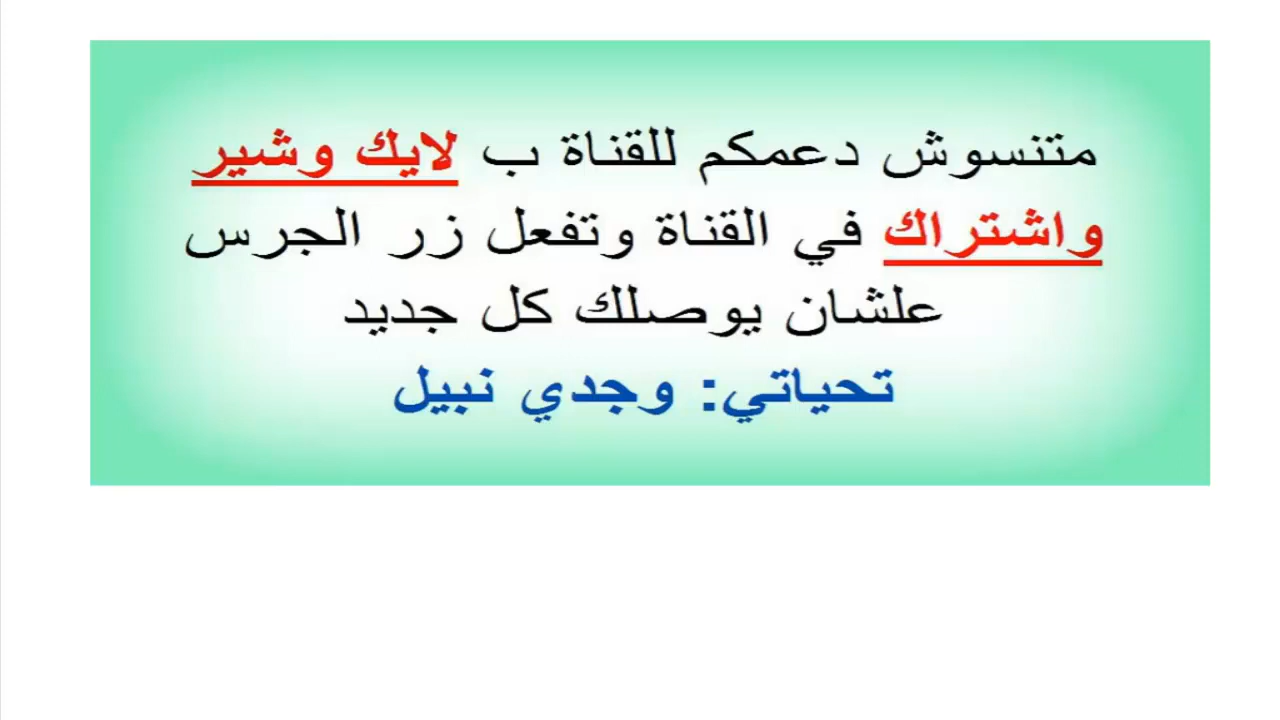 متنسوش دعمكم للقناة ب لايك وشير
واشتراك في القناة وتفعل زر الجرس
علشان يوصلك كل جديد
تحياتي: وجدي نبيل